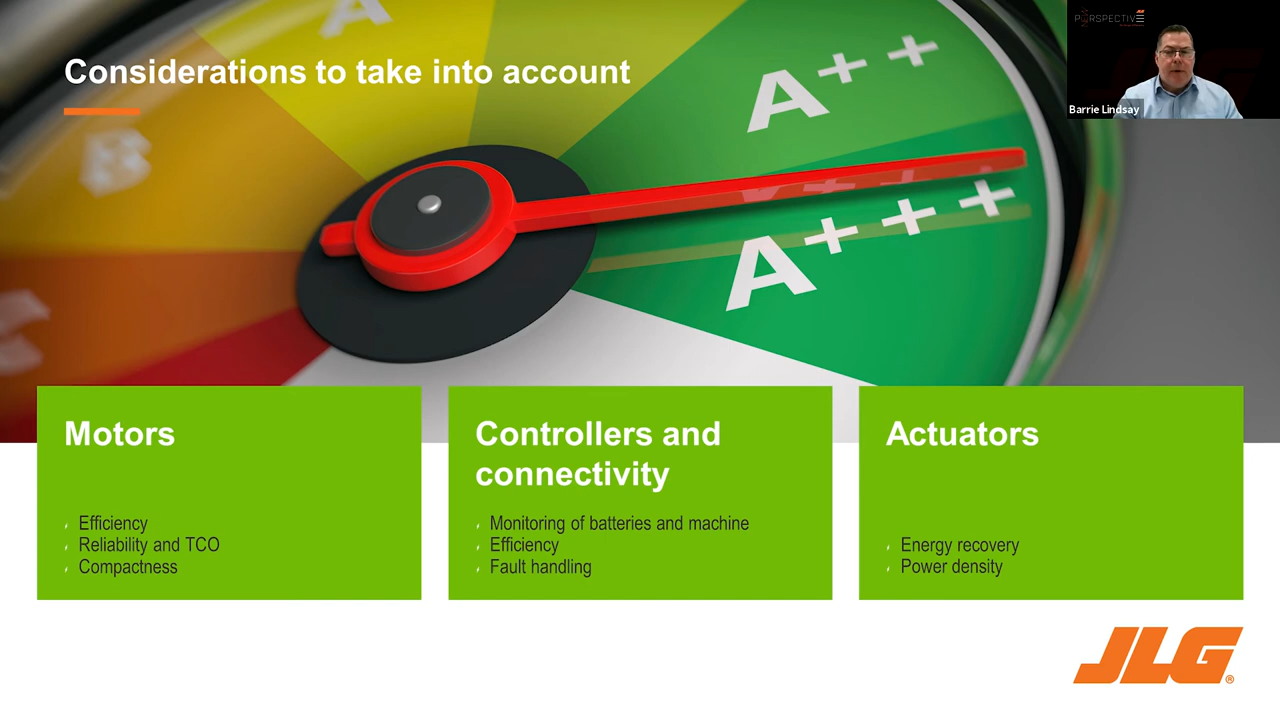 Considerations to take into account
PERSPECTIVE
Barrie Lindsay
A
A++
B
A+++
C
Motors
Efficiency
Reliability and TCO
Compactness
Controllers and
connectivity
Monitoring of batteries and machine
Efficiency
Fault handling
Actuators
Energy recovery
Power density
JLG®